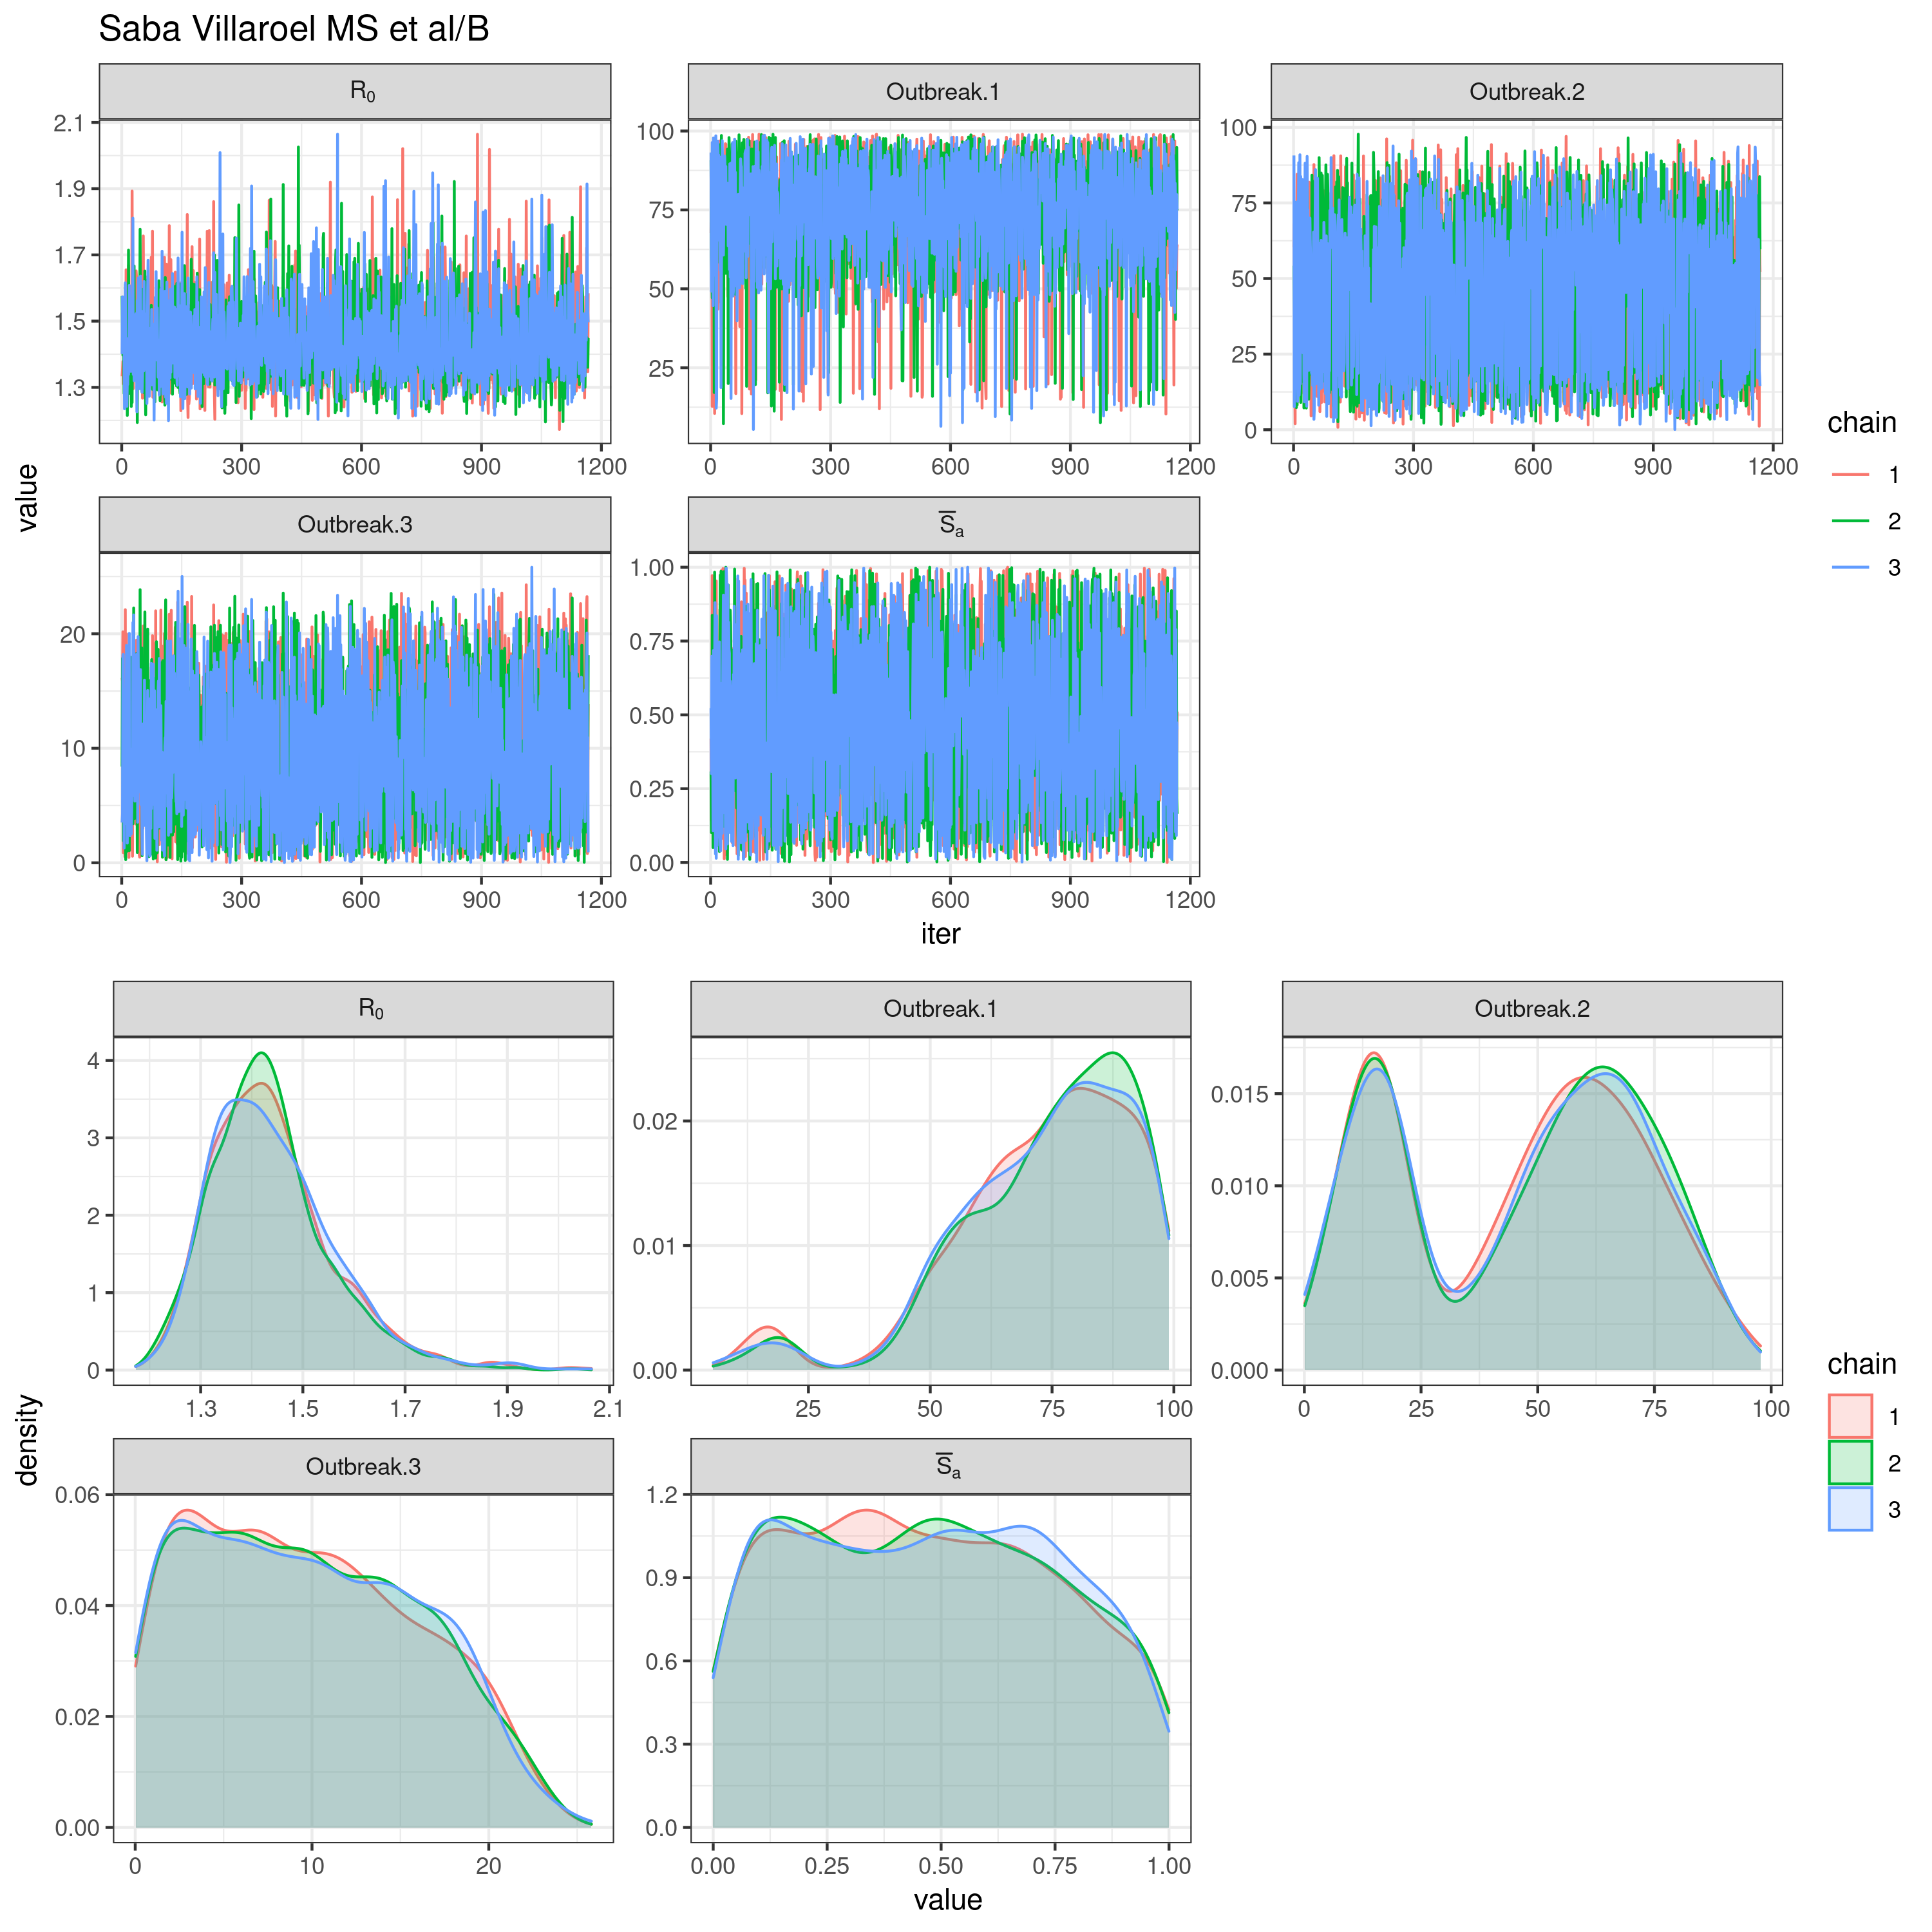 Saba Villaroel MS et al/B
R0
Outbreak.1
Outbreak.2
2.1
1.9
1.7
1.5
1.3
100
75
50
25
100
75
50
25
0
0 300 600 900 1200
0 300 600 900 1200
0 300 600 900 1200
Outbreak.3
S̅a
20
10
0
1.00
0.75
0.50
0.25
0.00
0 300 600 900 1200
0 300 600 900 1200
value
iter
chain
1
2
3
R0
Outbreak.1
Outbreak.2
4
3
2
1
0
0.02
0.01
0.00
0.015
0.010
0.005
0.000
1.3 1.5 1.7 1.9 2.1
25 50 75 100
0 25 50 75 100
Outbreak.3
S̅a
0.06
0.04
0.02
0.00
1.2
0.9
0.6
0.3
0.0
0 10 20
0.00 0.25 0.50 0.75 1.00
density
value
chain
1
2
3